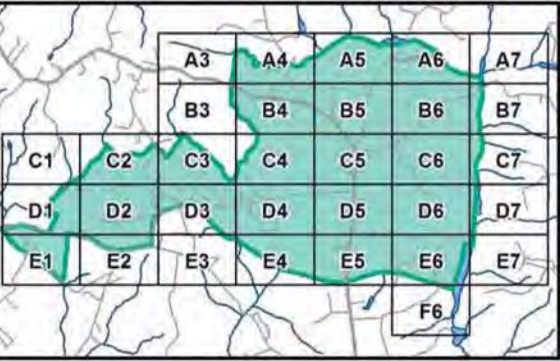 A3 A4 A5 A6 A7
B3 B4 B5 B6 B7
C1 C2 C3 C4 C5 C6 C7
D1 D2 D3 D4 D5 D6 D7
E1 E2 E3 E4 E5 E6 E7
F6